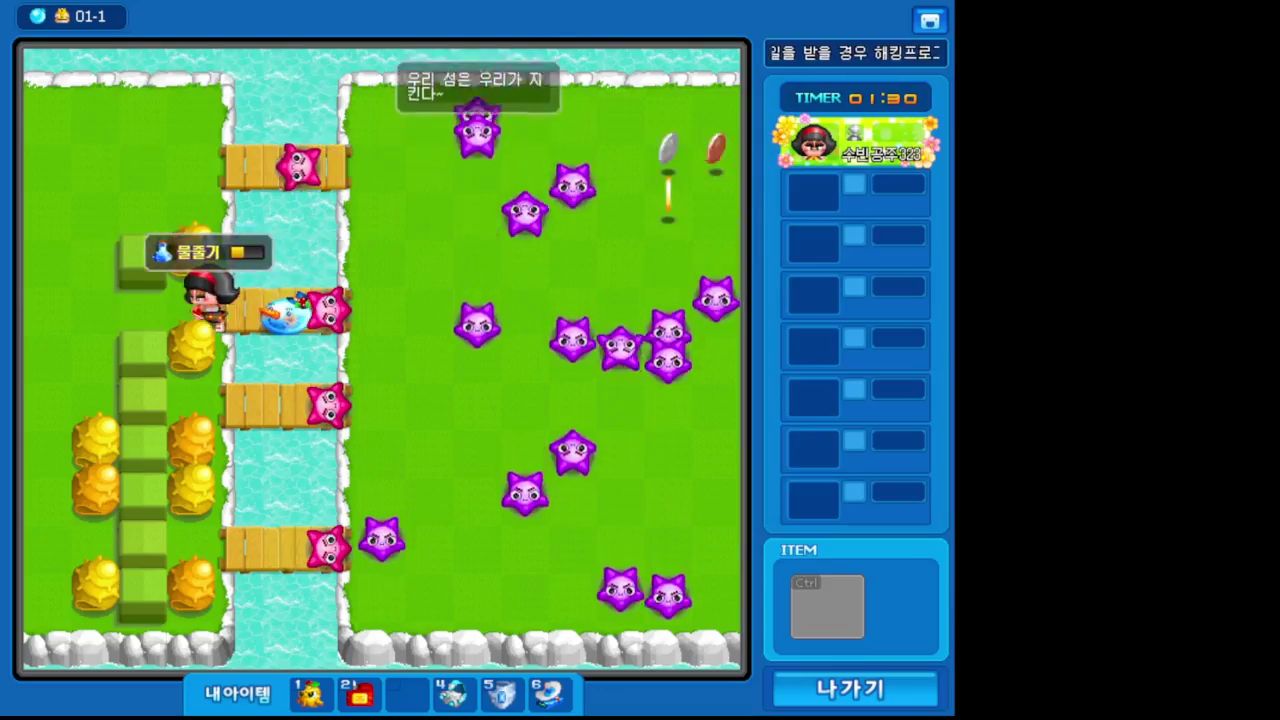 01-1
일을 받을 경우 해킹프로그
우리 섬은 우리가 지
킨다~
TIMER 01:30
수빈공주023
물줄기
ITEM
Ctrl
내 아이템 1 2 4 5 6
나가기